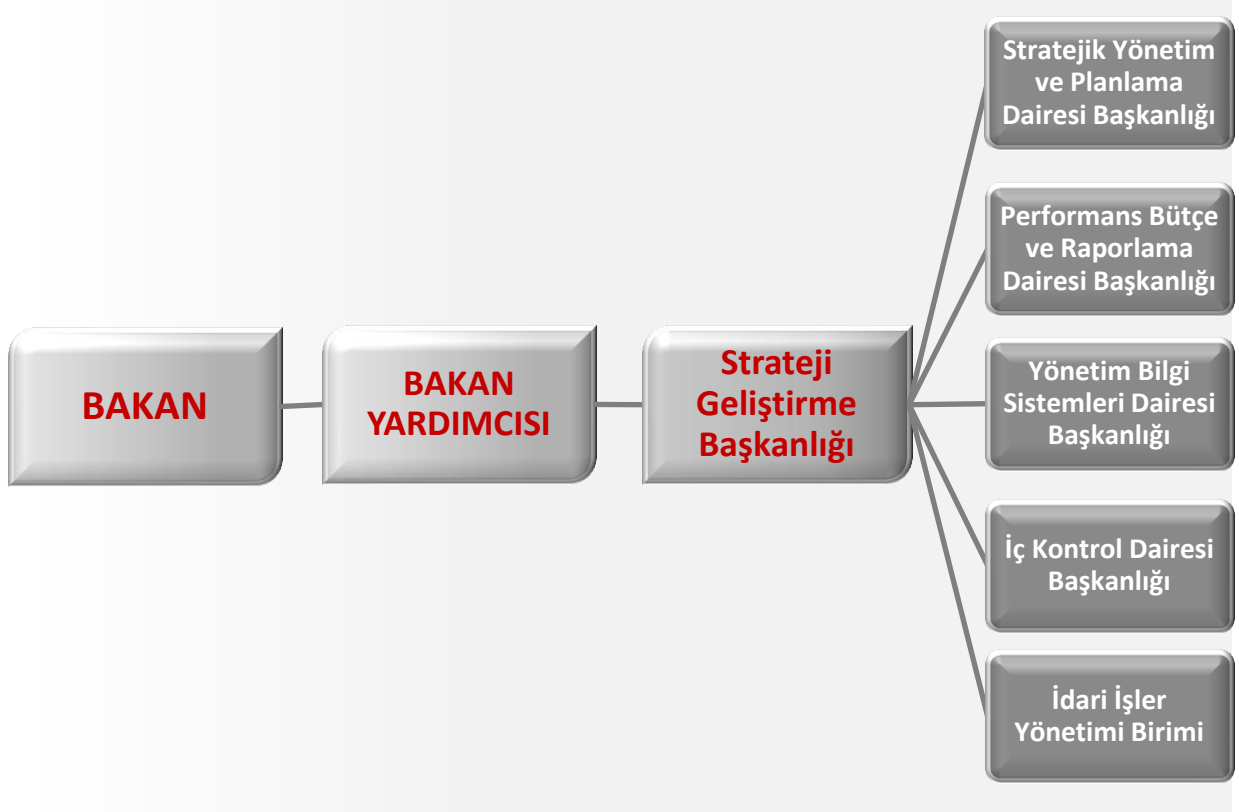 BAKAN
BAKAN
YARDIMCISI
Strateji
Geliştirme
Başkanlığı
Stratejik Yönetim
ve Planlama
Dairesi Başkanlığı
Performans Bütçe
ve Raporlama
Dairesi Başkanlığı
Yönetim Bilgi
Sistemleri Dairesi
Başkanlığı
İç Kontrol Dairesi
Başkanlığı
İdari İşler
Yönetimi Birimi